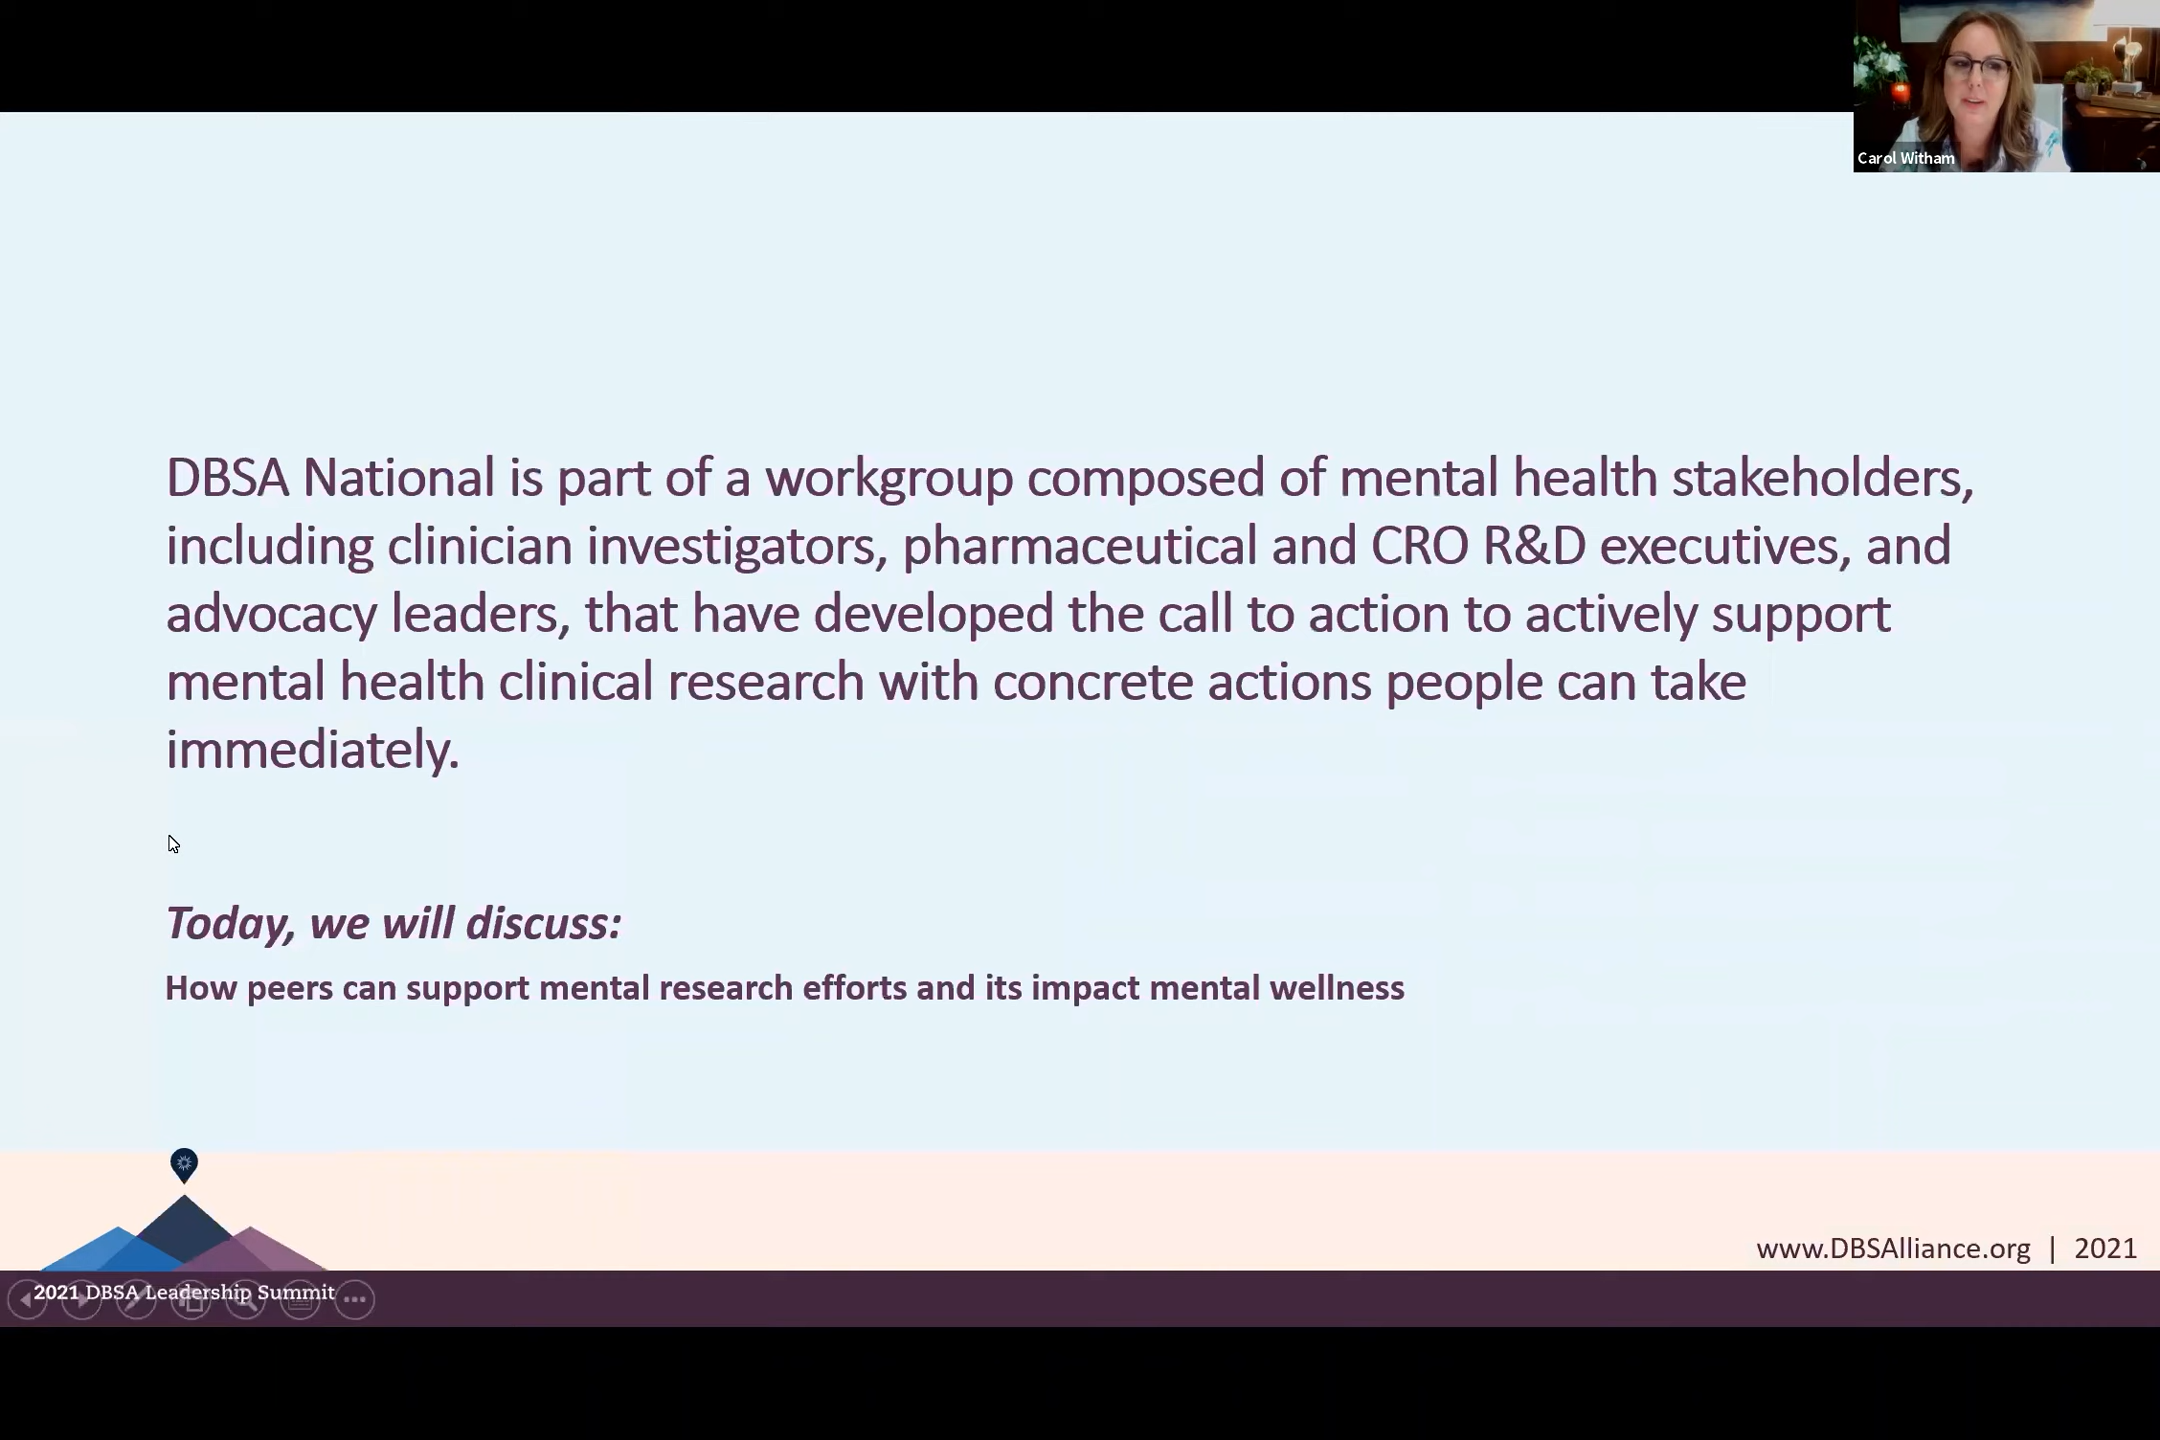 Carol Witham
DBSA National is part of a workgroup composed of mental health stakeholders,
including clinician investigators, pharmaceutical and CRO R&D executives, and
advocacy leaders, that have developed the call to action to actively support
mental health clinical research with concrete actions people can take
immediately.
Today, we will discuss:
How peers can support mental research efforts and its impact mental wellness
www.DBSAlliance.org | 2021
2021 DBSA Leadership Summit